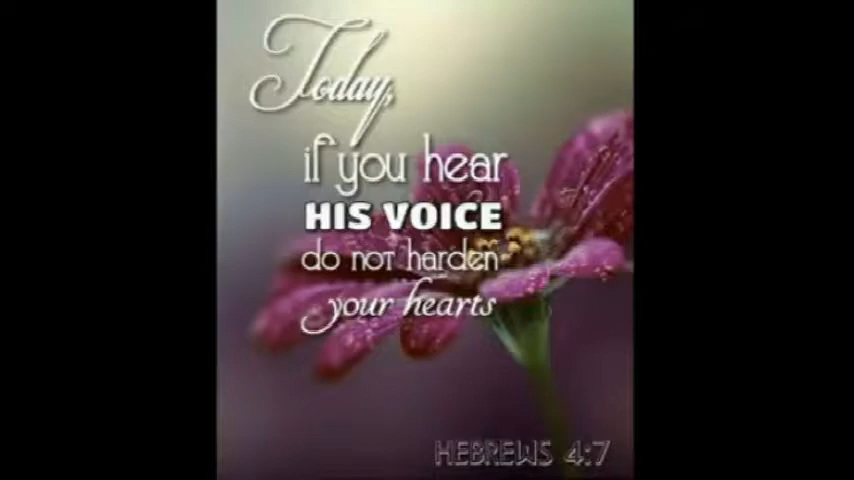 Today,
if you hear
HIS VOICE
do not harden
your hearts
HEBREWS 4:7